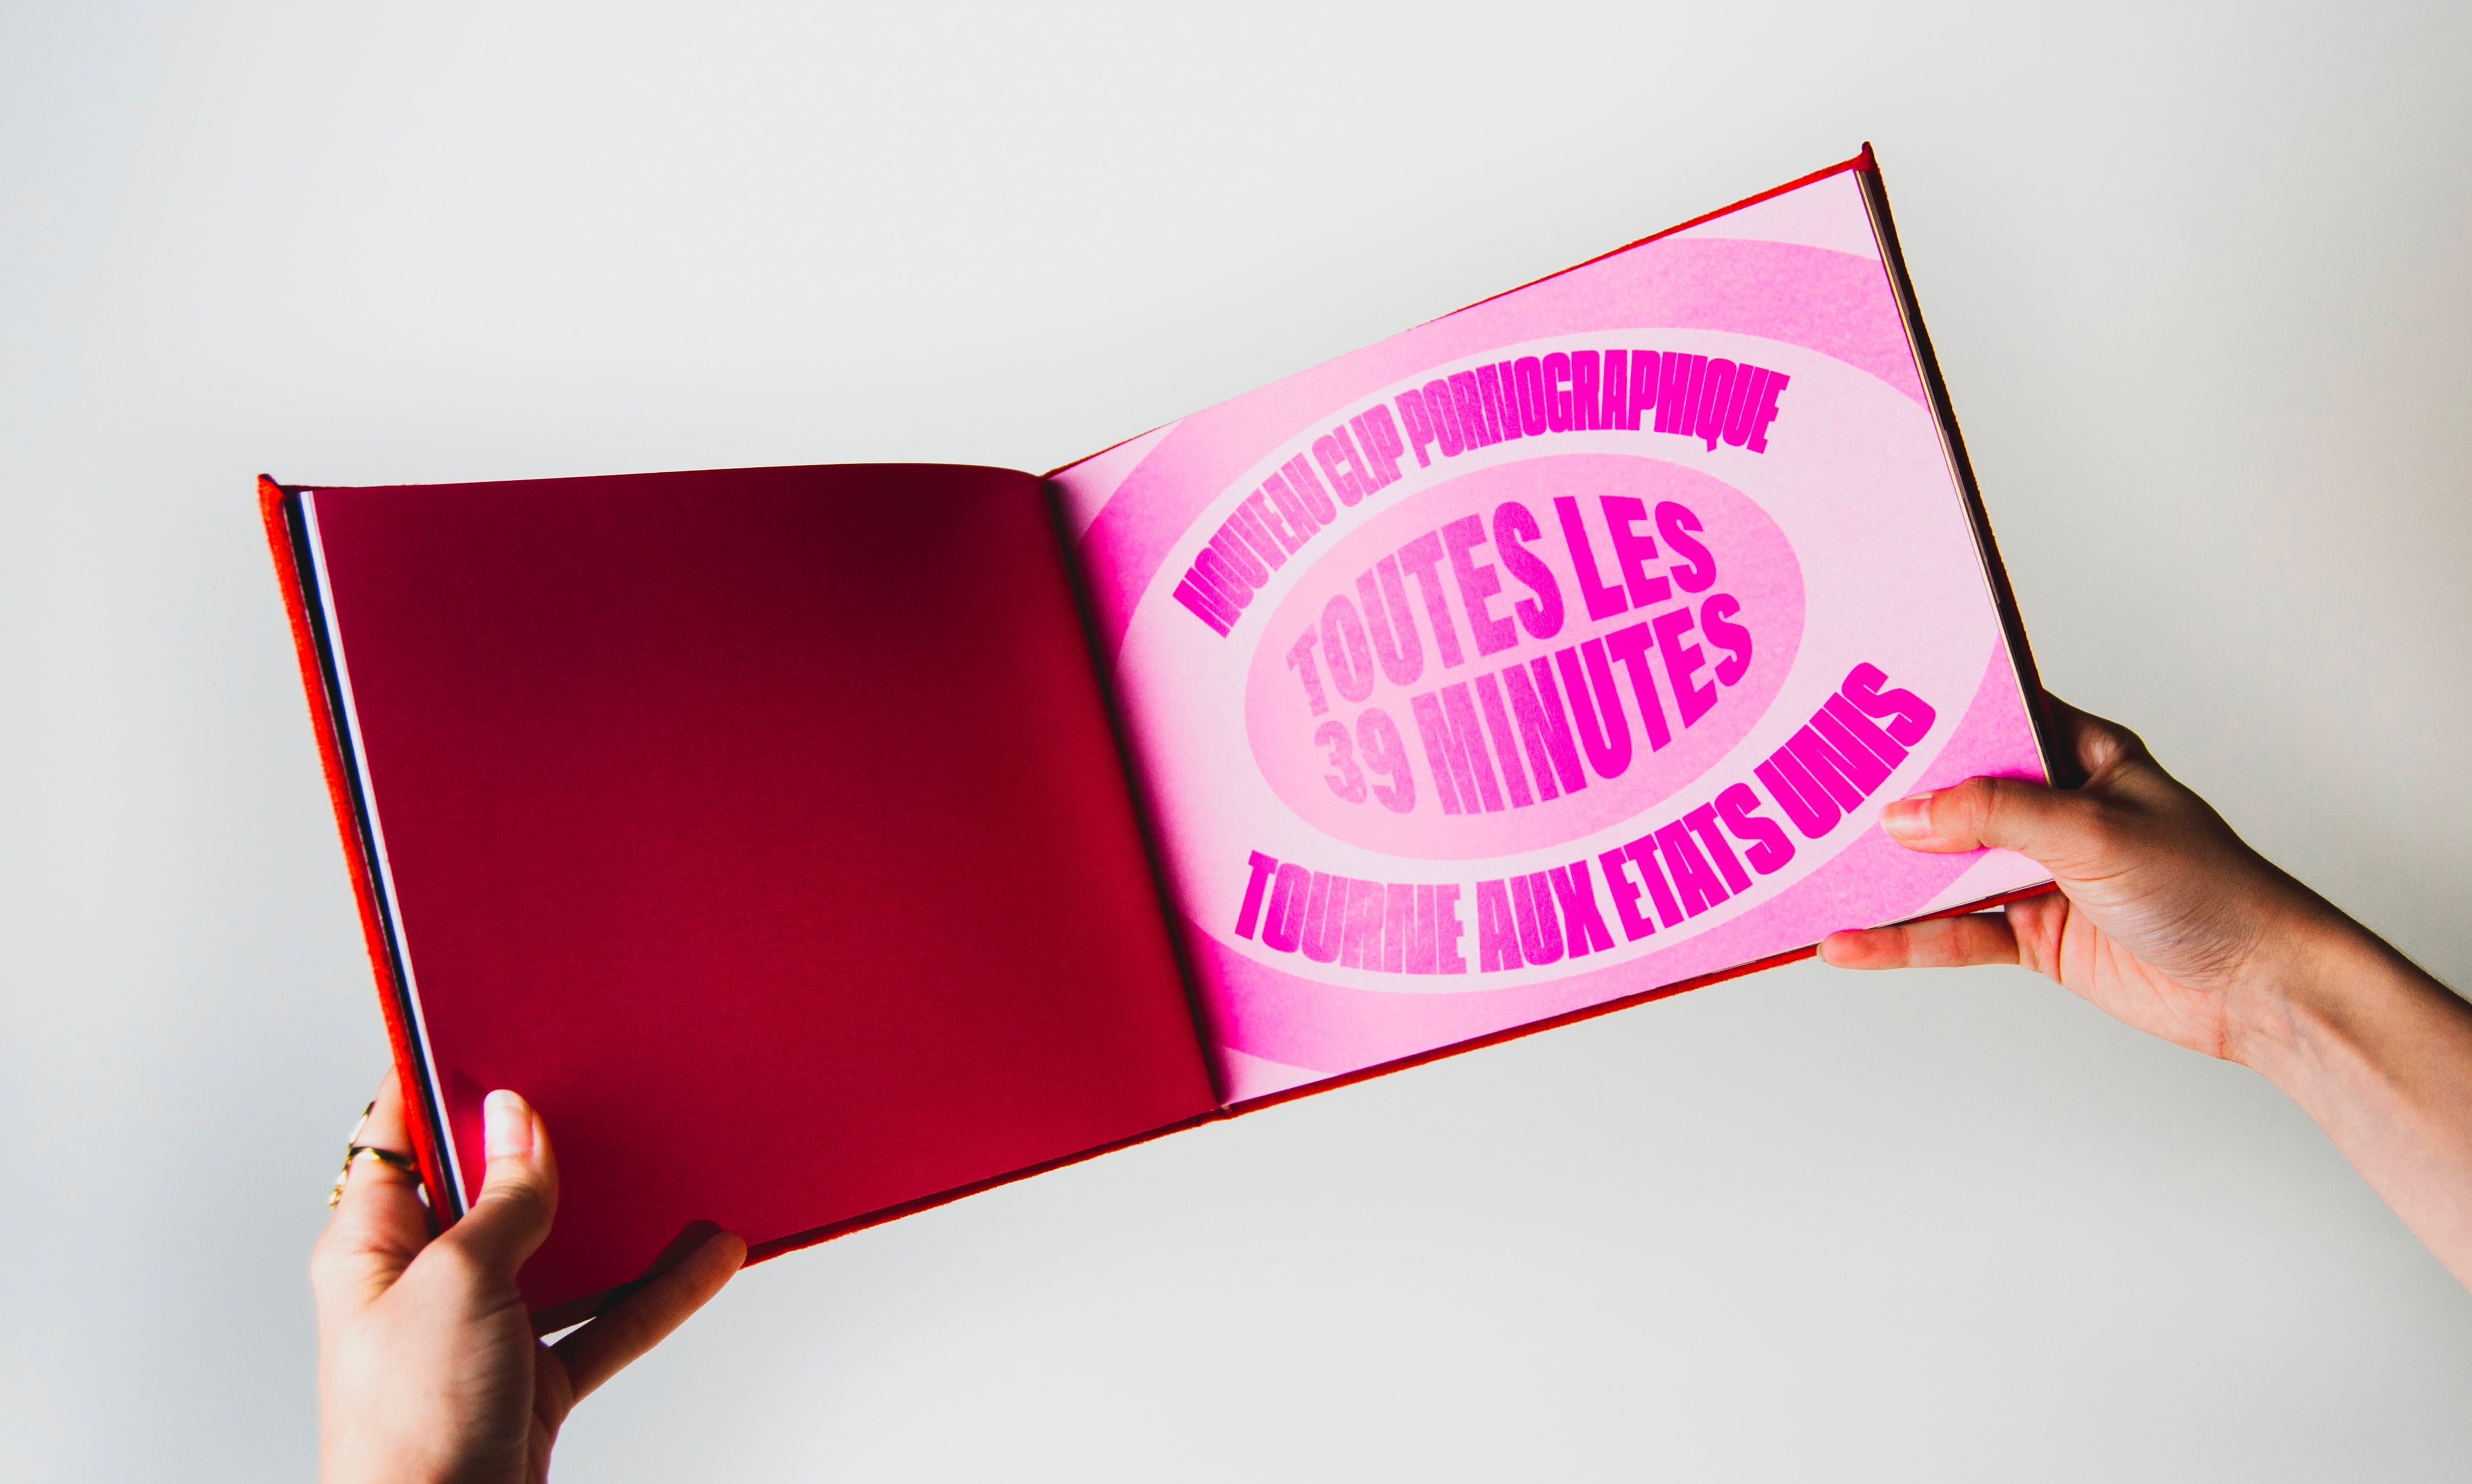 NOUVEAU CLIP PORNOGRAPHIQUE
TOUTES LES
39 MINUTES
TOURNE AUX ETATS UNIS